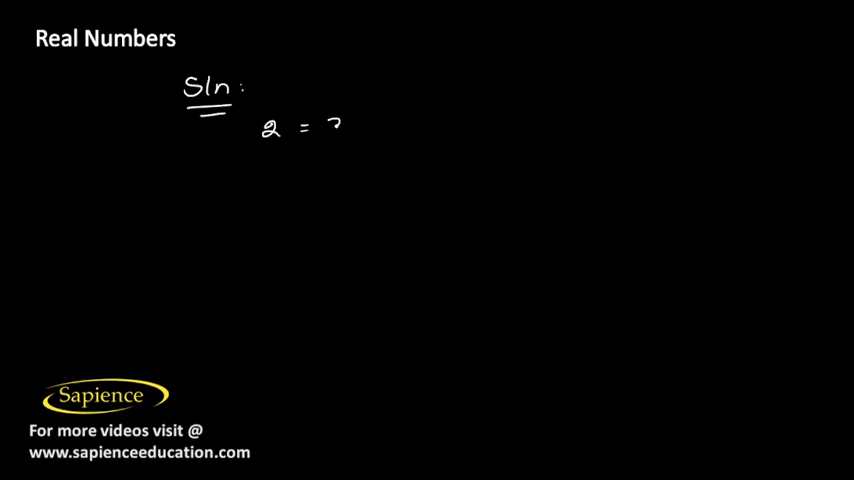 Real Numbers
Sln:
2 =
Sapience
For more videos visit @
www.sapienceeducation.com